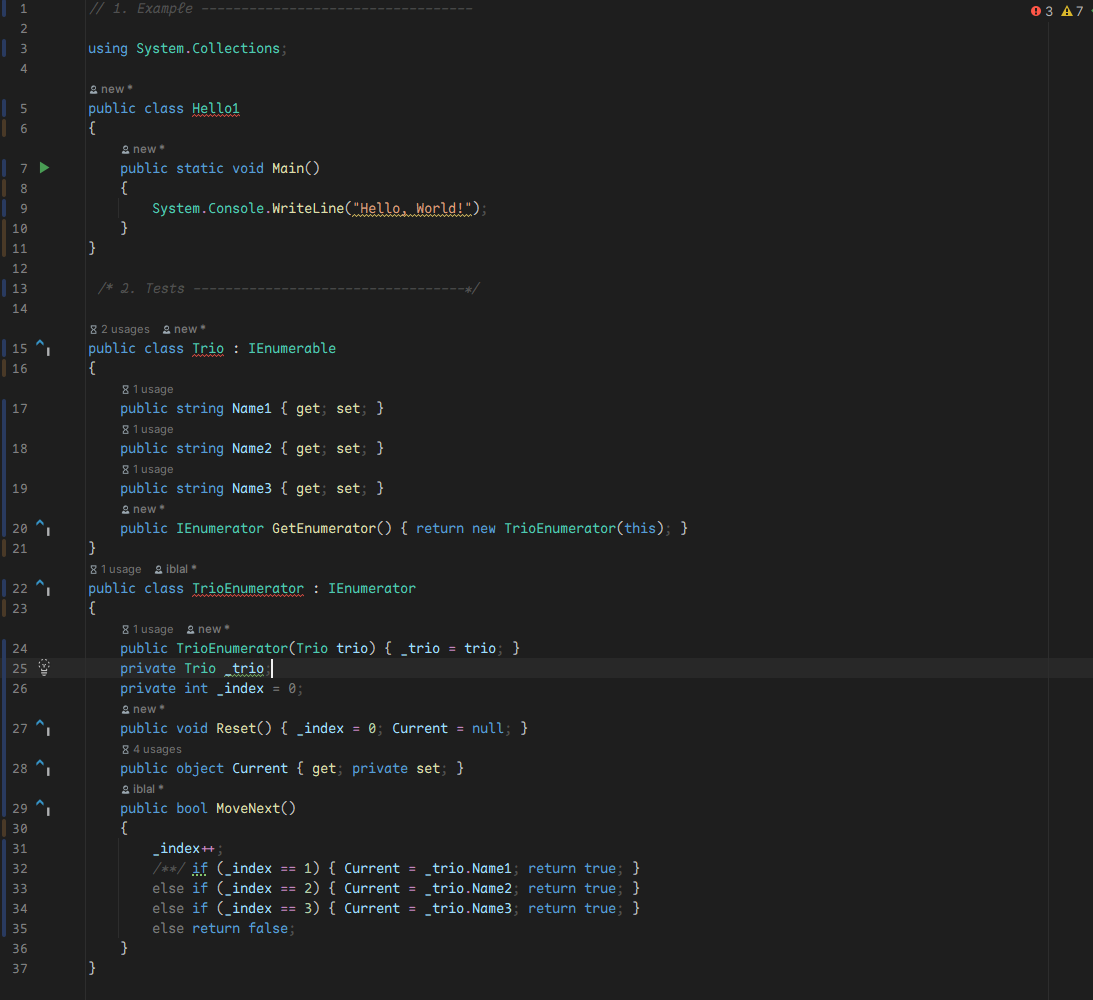 3 7
1 // 1. Example ----------------------------------
2
3 using System.Collections;
4
new *
5 public class Hello1
6 {
new *
7 public static void Main()
8 {
9 System.Console.WriteLine("Hello, World!");
10 }
11 }
12
13 /* 2. Tests ----------------------------------*/
14
2 usages new *
15 public class Trio : IEnumerable
16 {
1 usage
17 public string Name1 { get; set; }
1 usage
18 public string Name2 { get; set; }
1 usage
19 public string Name3 { get; set; }
new *
20 public IEnumerator GetEnumerator() { return new TrioEnumerator(this); }
21 }
1 usage iblal *
22 public class TrioEnumerator : IEnumerator
23 {
1 usage new *
24 public TrioEnumerator(Trio trio) { _trio = trio; }
25 private Trio _trio;
26 private int _index = 0;
new *
27 public void Reset() { _index = 0; Current = null; }
4 usages
28 public object Current { get; private set; }
iblal *
29 public bool MoveNext()
30 {
31 _index++;
32 /**/ if (_index == 1) { Current = _trio.Name1; return true; }
33 else if (_index == 2) { Current = _trio.Name2; return true; }
34 else if (_index == 3) { Current = _trio.Name3; return true; }
35 else return false;
36 }
37 }